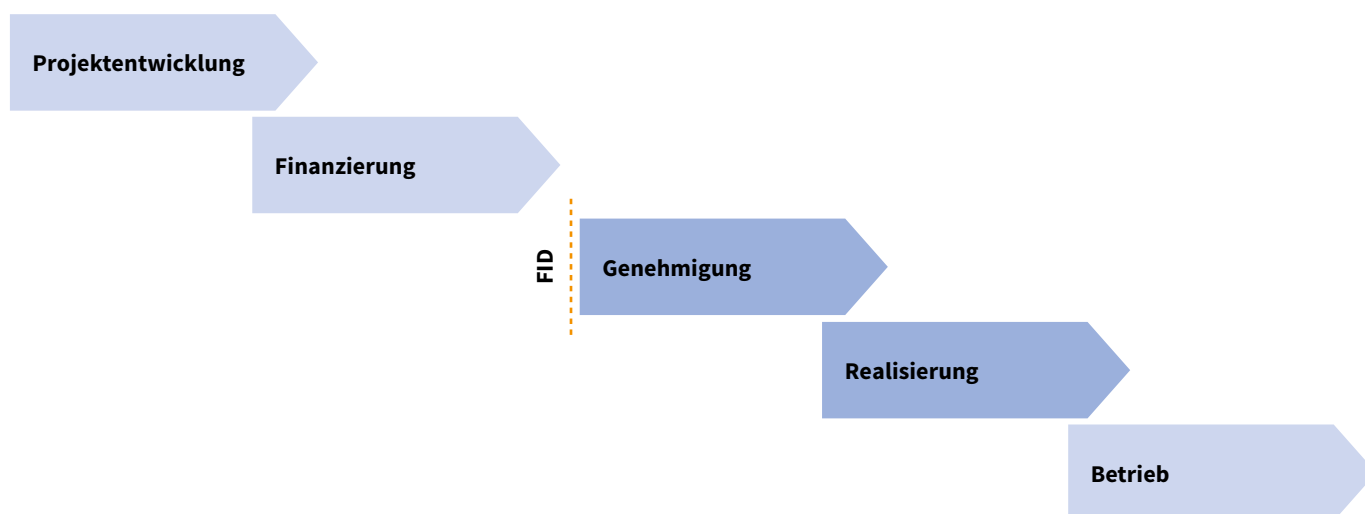 Projektentwicklung
Finanzierung
FID
Genehmigung
Realisierung
Betrieb